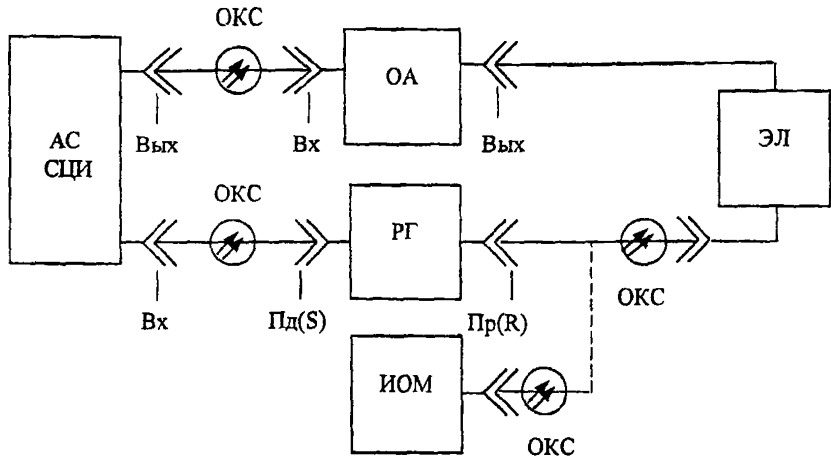 ОКС
АС
СЦИ
ОА
ЭЛ
Вых
Вх
Вых
ОКС
РГ
ОКС
Вх
Пд(S)
Пр(R)
ИОМ
ОКС